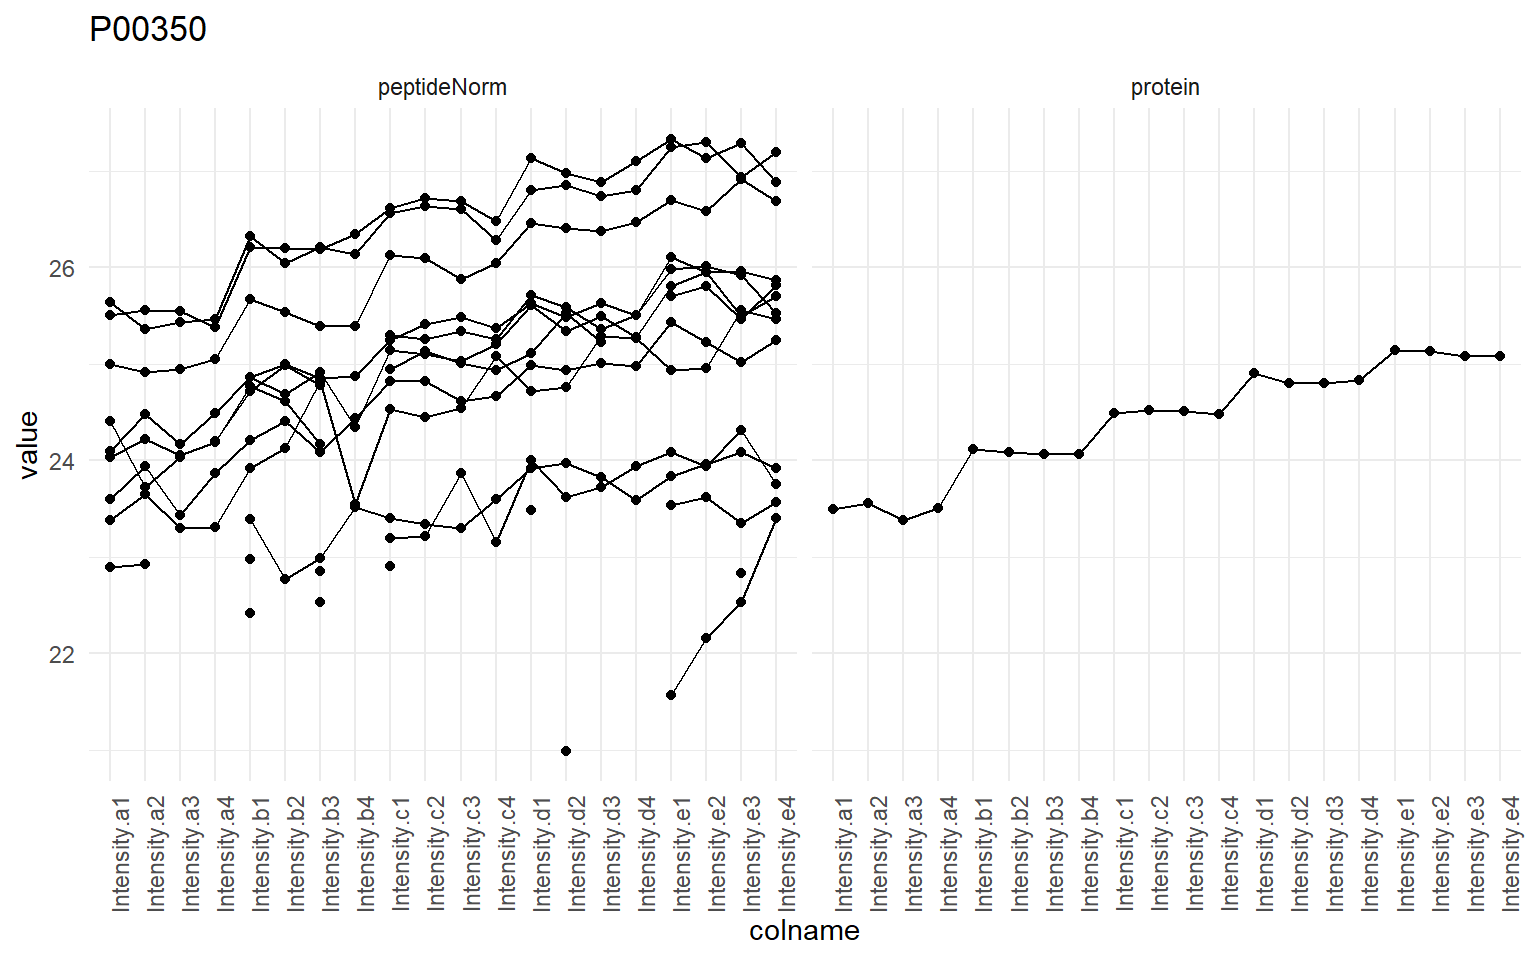 P00350
peptideNorm
protein
value
26
24
22
Intensity.a1
Intensity.a2
Intensity.a3
Intensity.a4
Intensity.b1
Intensity.b2
Intensity.b3
Intensity.b4
Intensity.c1
Intensity.c2
Intensity.c3
Intensity.c4
Intensity.d1
Intensity.d2
Intensity.d3
Intensity.d4
Intensity.e1
Intensity.e2
Intensity.e3
Intensity.e4
Intensity.a1
Intensity.a2
Intensity.a3
Intensity.a4
Intensity.b1
Intensity.b2
Intensity.b3
Intensity.b4
Intensity.c1
Intensity.c2
Intensity.c3
Intensity.c4
Intensity.d1
Intensity.d2
Intensity.d3
Intensity.d4
Intensity.e1
Intensity.e2
Intensity.e3
Intensity.e4
colname